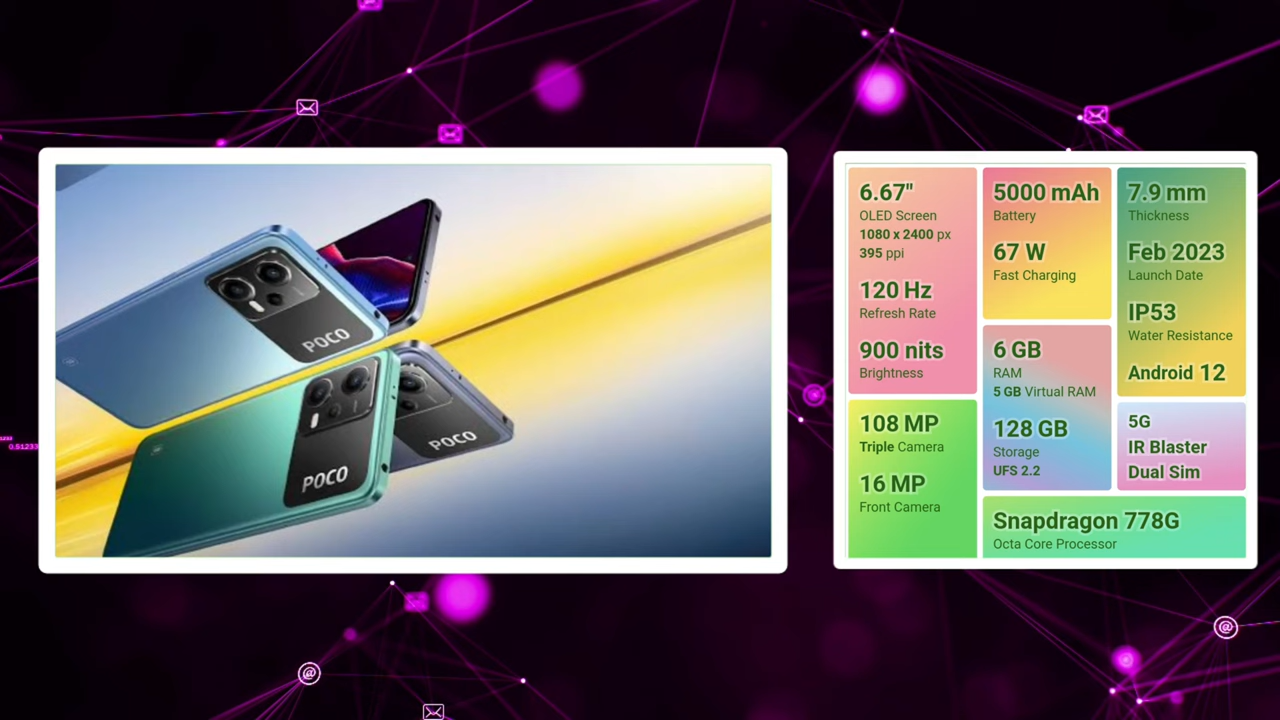 POCO
POCO
POCO
6.67"
OLED Screen
1080 x 2400 px
395 ppi
120 Hz
Refresh Rate
900 nits
Brightness
108 MP
Triple Camera
16 MP
Front Camera
5000 mAh
Battery
67 W
Fast Charging
6 GB
RAM
5 GB Virtual RAM
128 GB
Storage
UFS 2.2
7.9 mm
Thickness
Feb 2023
Launch Date
IP53
Water Resistance
Android 12
5G
IR Blaster
Dual Sim
Snapdragon 778G
Octa Core Processor
0.51233